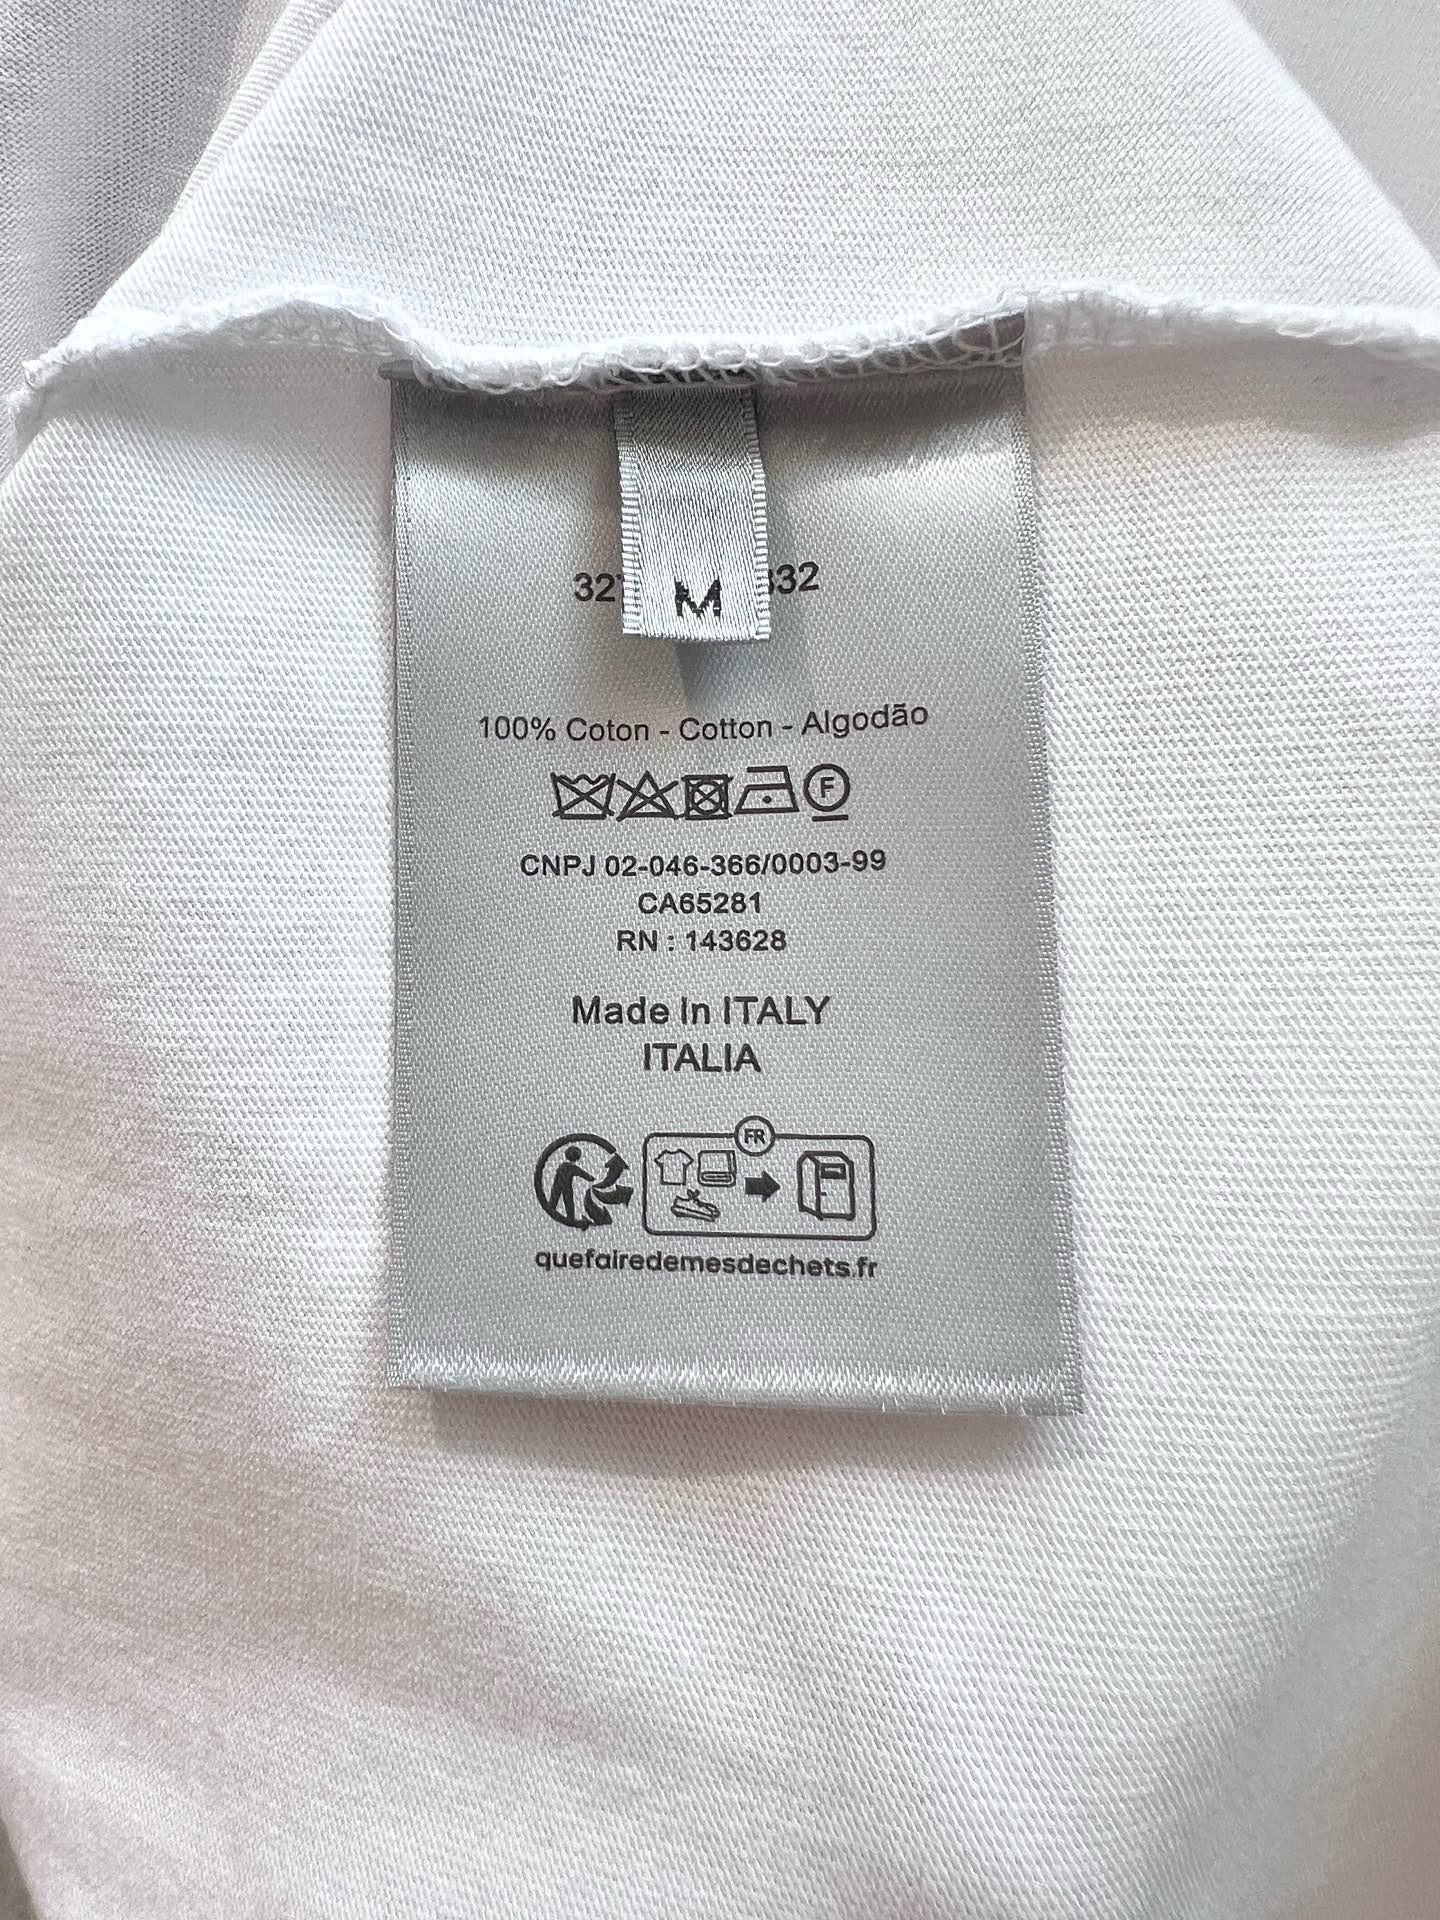 M
100% Coton - Cotton - Algodão
F
CNPJ 02-046-366/0003-99
CA65281
RN : 143628
Made In ITALY
ITALIA
FR
quefairedemesdechets.fr